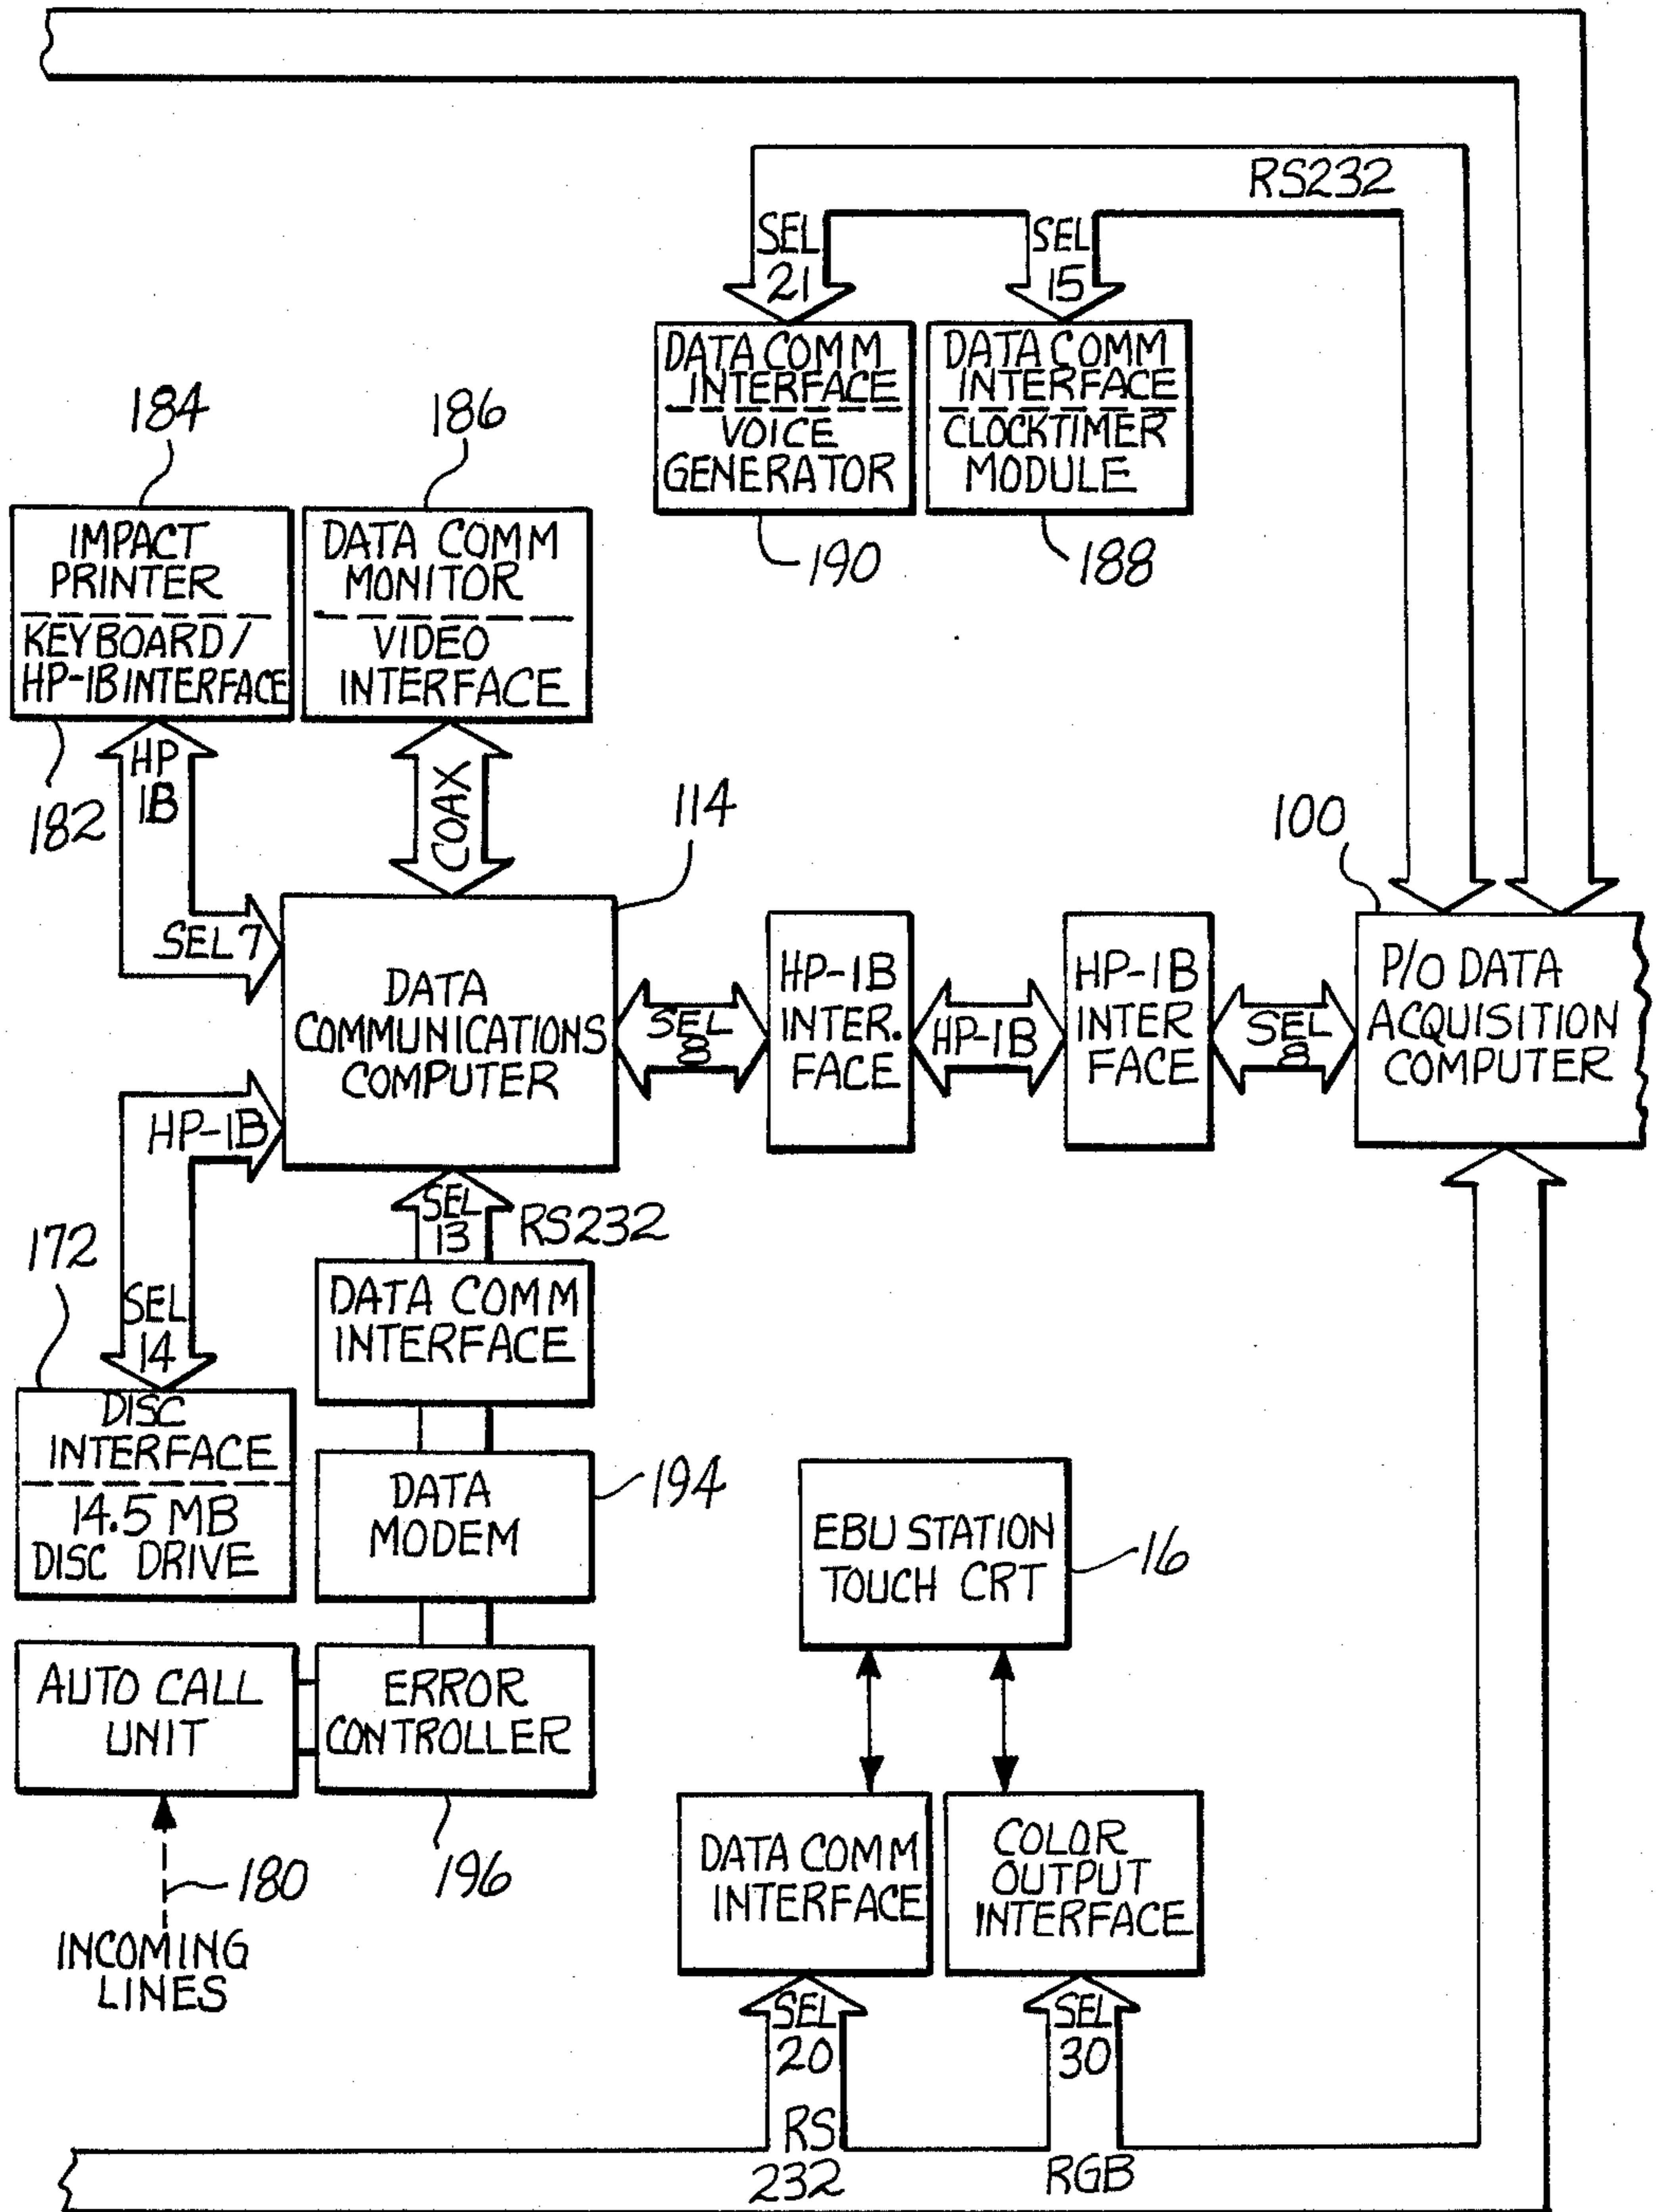 RS232
SEL
21
SEL
15
DATA COMM
INTERFACE
VOICE
GENERATOR
DATA COMM
INTERFACE
CLOCKTIMER
MODULE
190
188
184
186
IMPACT
PRINTER
KEYBOARD/
HP-IB INTERFACE
DATA COMM
MONITOR
VIDEO
INTERFACE
HP
IB
182
COAX
114
100
SEL 7
DATA
COMMUNICATIONS
COMPUTER
SEL
8
HP-IB
INTER.
FACE
HP-IB
HP-IB
INTER
FACE
SEL
8
P/O DATA
ACQUISITION
COMPUTER
HP-IB
SEL
13
RS232
172
SEL
14
DATA COMM
INTERFACE
DISC
INTERFACE
14.5 MB
DISC DRIVE
DATA
MODEM
194
EBU STATION
TOUCH CRT
16
AUTO CALL
UNIT
ERROR
CONTROLLER
180
196
INCOMING
LINES
DATA COMM
INTERFACE
COLOR
OUTPUT
INTERFACE
SEL
20
SEL
30
RS
232
RGB